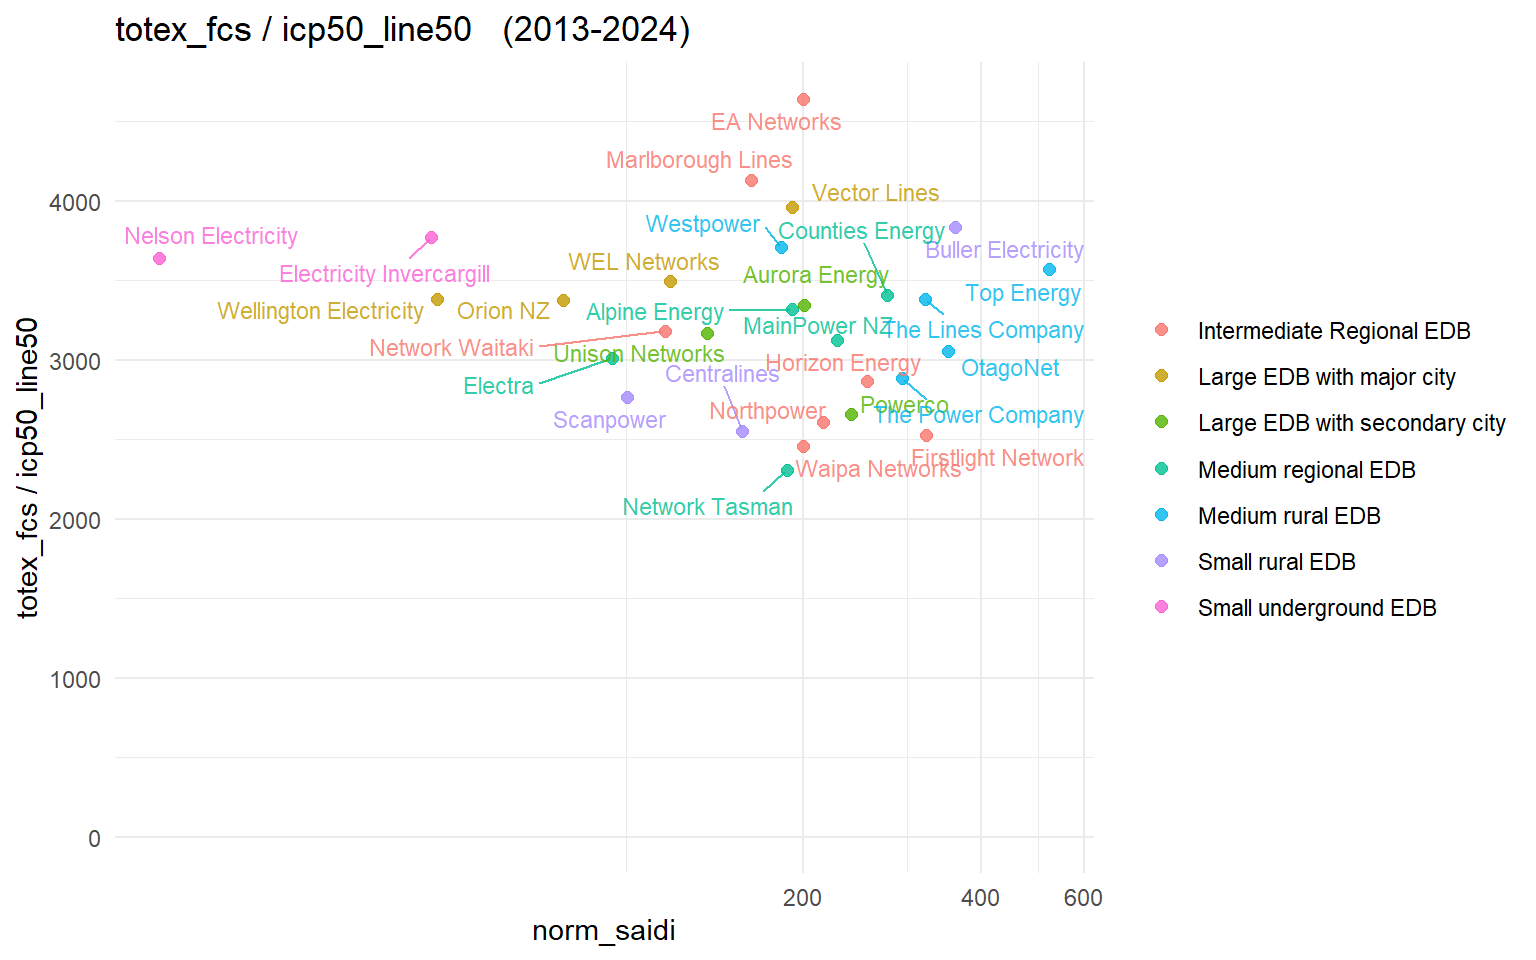 totex_fcs / icp50_line50   (2013-2024)
EA Networks
Marlborough Lines
Vector Lines
4000
Westpower
Counties Energy
Nelson Electricity
Buller Electricity
WEL Networks
Electricity Invercargill
Aurora Energy
Top Energy
Wellington Electricity
Orion NZ
Alpine Energy
MainPower NZ
The Lines Company
Network Waitaki
Unison Networks
3000
Horizon Energy
OtagoNet
Centralines
Electra
Powerco
Northpower
The Power Company
Scanpower
Firstlight Network
Waipa Networks
Network Tasman
2000
1000
0
totex_fcs / icp50_line50
200
400
600
norm_saidi
Intermediate Regional EDB
Large EDB with major city
Large EDB with secondary city
Medium regional EDB
Medium rural EDB
Small rural EDB
Small underground EDB